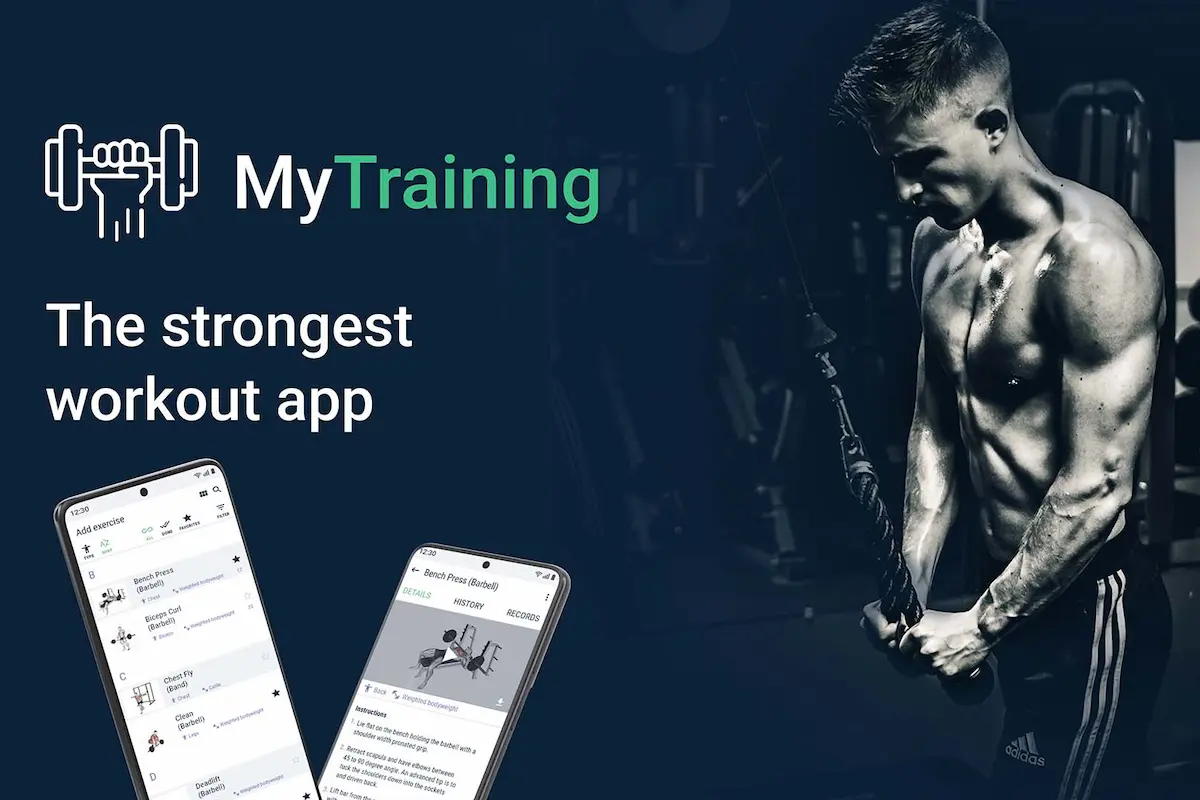 MyTraining
The strongest
workout app
12:30
Add exercise
TYPE
SORT
ALL
DONE
FAVORITES
FILTER
B
Bench Press
(Barbell)
Chest
Weighted bodyweight
Biceps Curl
(Barbell)
Biceps
Weighted bodyweight
C
Chest Fly
(Band)
Chest
Cable
Clean
(Barbell)
Legs
Weighted bodyweight
D
Deadlift
(Barbell)
Weighted bodyweight
12:30
Bench Press (Barbell)
DETAILS
HISTORY
RECORDS
Back
Weighted bodyweight
Instructions
1. Lie flat on the bench holding the barbell with a
shoulder width pronated grip.
2. Retract scapula and have elbows between
45 to 90 degree angle. An advanced tip is to
tuck the shoulders down into the sockets
and driven back.
3. Lift bar from the
adidas